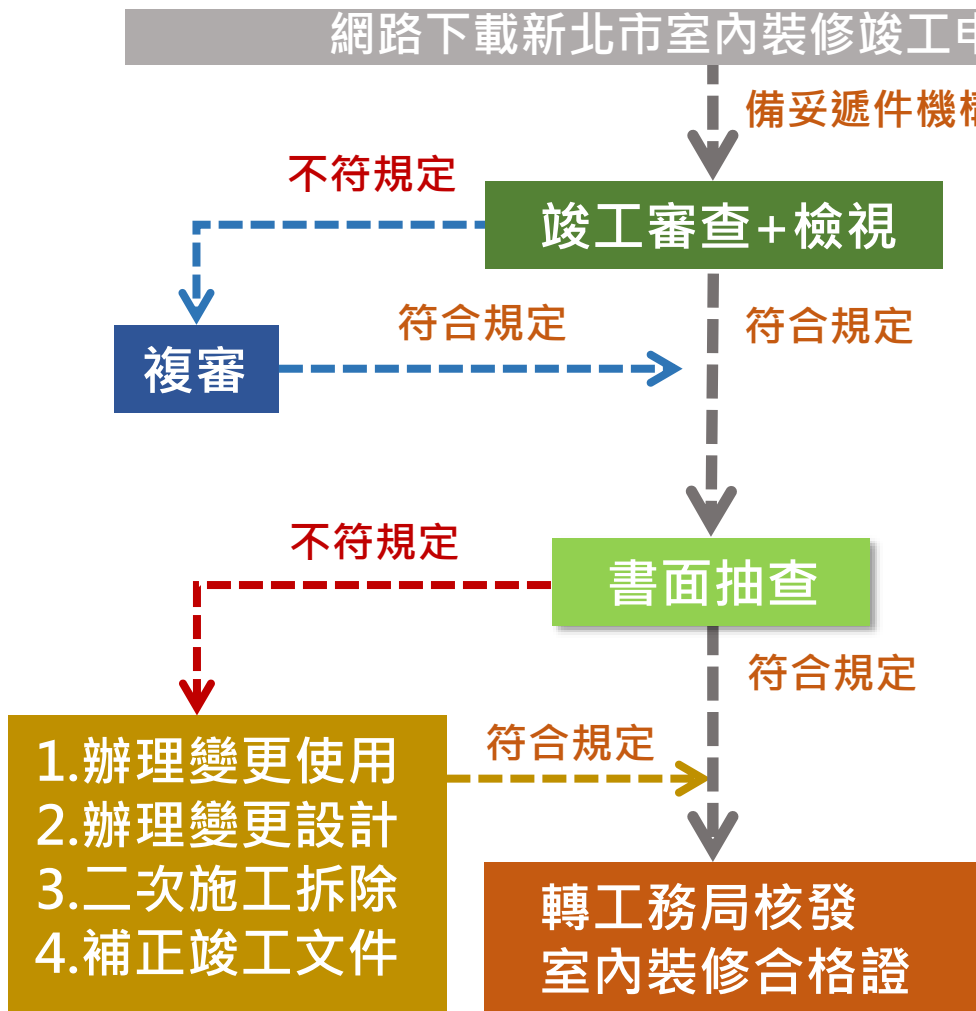 網路下載新北市室內裝修竣工
備妥遞件機構
不符規定
竣工審查+檢視
符合規定
符合規定
複審
不符規定
書面抽查
符合規定
符合規定
1.辦理變更使用
2.辦理變更設計
3.二次施工拆除
4.補正竣工文件
轉工務局核發
室內裝修合格證